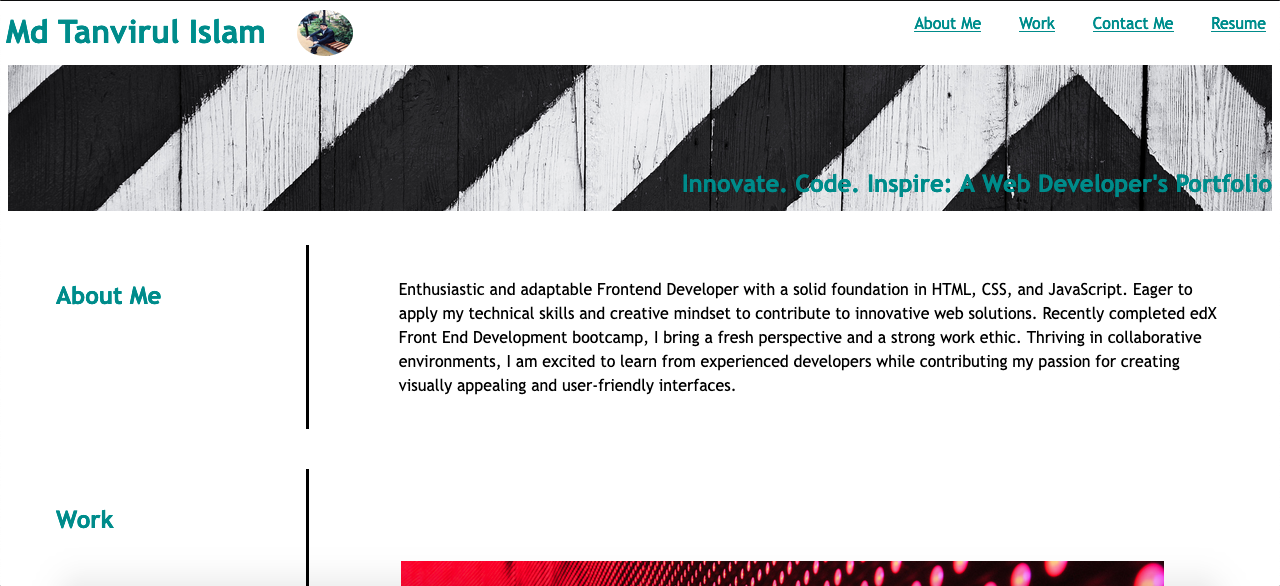 Md Tanvirul Islam
About Me Work Contact Me Resume
Innovate. Code. Inspire: A Web Developer's Portfolio
About Me
Enthusiastic and adaptable Frontend Developer with a solid foundation in HTML, CSS, and JavaScript. Eager to
apply my technical skills and creative mindset to contribute to innovative web solutions. Recently completed edX
Front End Development bootcamp, I bring a fresh perspective and a strong work ethic. Thriving in collaborative
environments, I am excited to learn from experienced developers while contributing my passion for creating
visually appealing and user-friendly interfaces.
Work